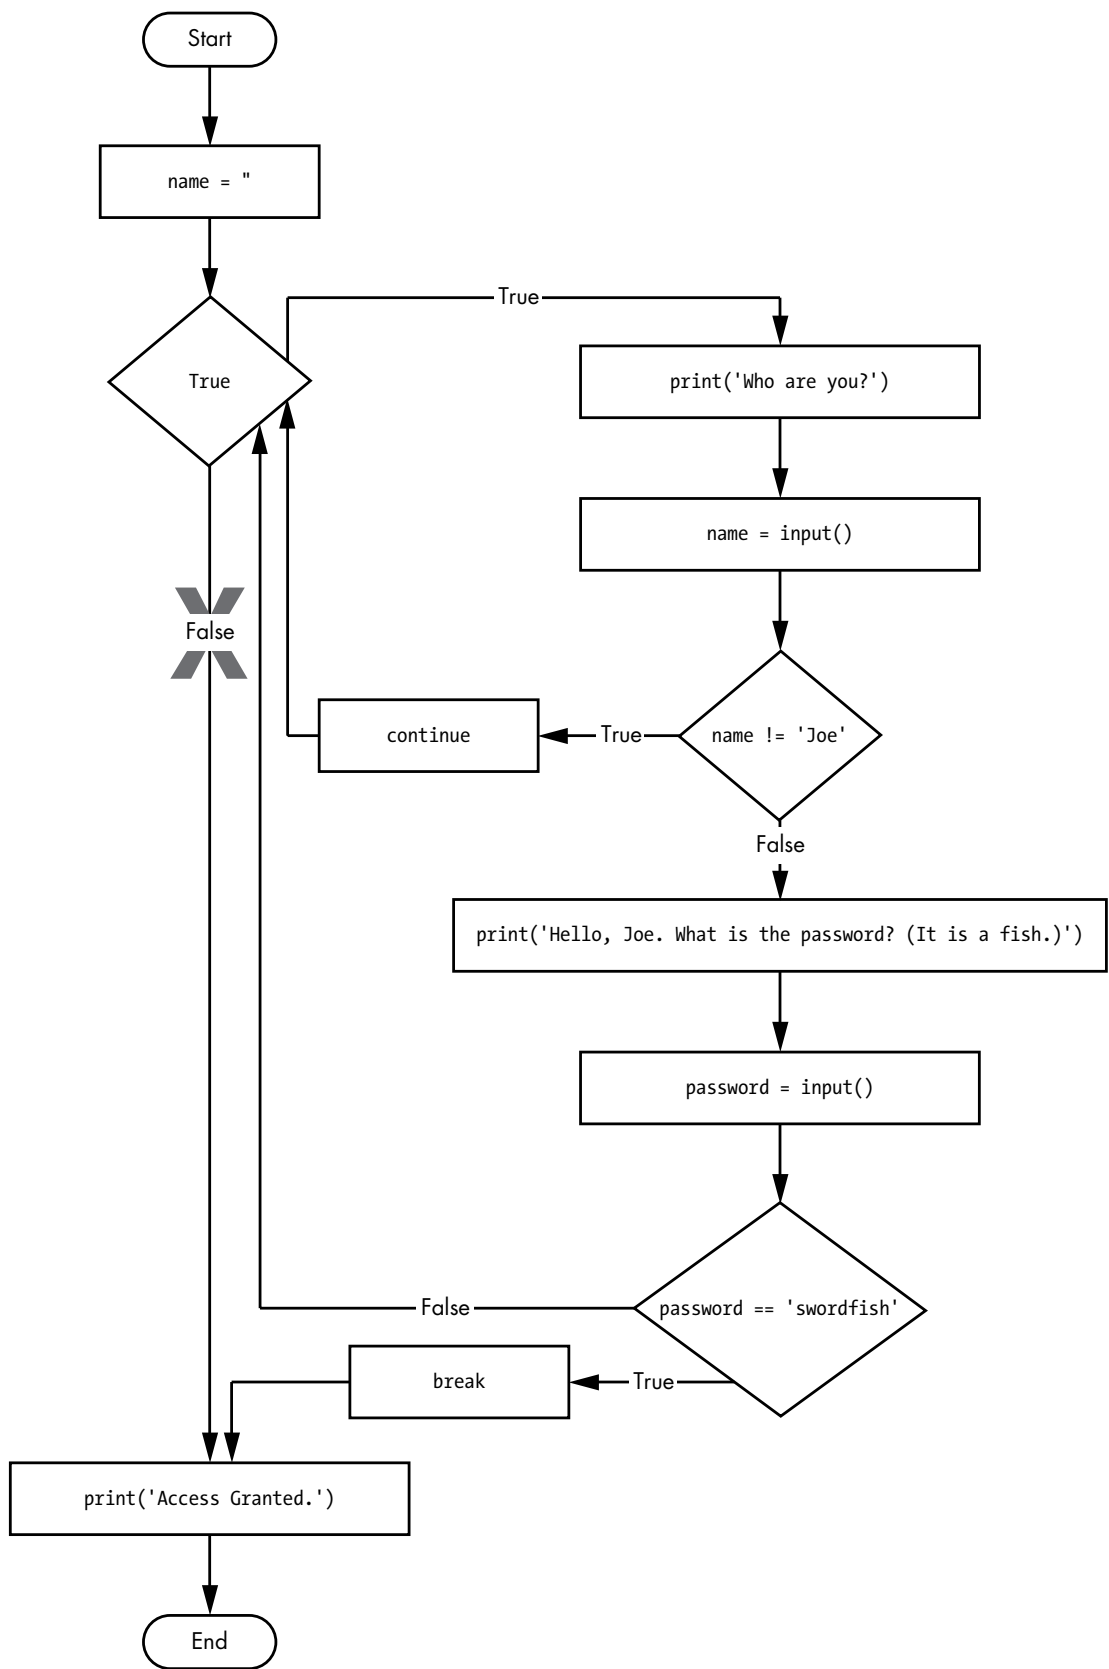 Start
name = "
True
True
print('Who are you?')
name = input()
False
continue
True
name != 'Joe'
False
print('Hello, Joe. What is the password? (It is a fish.)')
password = input()
False
password == 'swordfish'
break
True
print('Access Granted.')
End